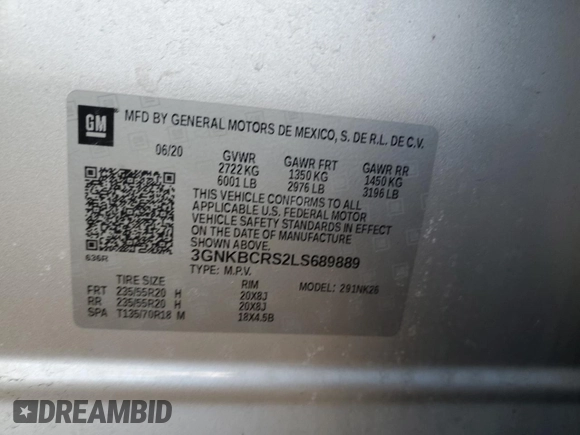 GM
MFD BY GENERAL MOTORS DE MEXICO, S. DE R.L. DE C.V.
06/20 GVWR GAWR FRT GAWR RR
2722 KG 1350 KG 1450 KG
6001 LB 2976 LB 3196 LB
THIS VEHICLE CONFORMS TO ALL
APPLICABLE U.S. FEDERAL MOTOR
VEHICLE SAFETY STANDARDS IN EFFECT
ON THE DATE OF MANUFACTURE
SHOWN ABOVE.
636R 3GNKBCRS2LS689889
TYPE: M.P.V. MODEL: 291NK26
TIRE SIZE RIM
FRT 235/55R20 H 20X8J
RR 235/55R20 H 20X8J
SPA T135/70R18 M 18X4.5B
DREAMBID